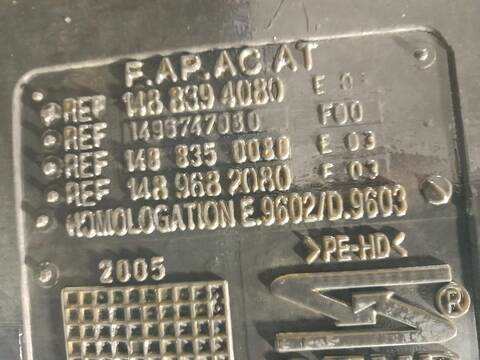 F.AP.AC.AT
REF 148 839 4080 E 0
REF 1496747080 F00
REF 148 835 0080 E 03
REF 148 968 2080 E 03
HOMOLOGATION E.9602/D.9603
>PE-HD<
2005
®